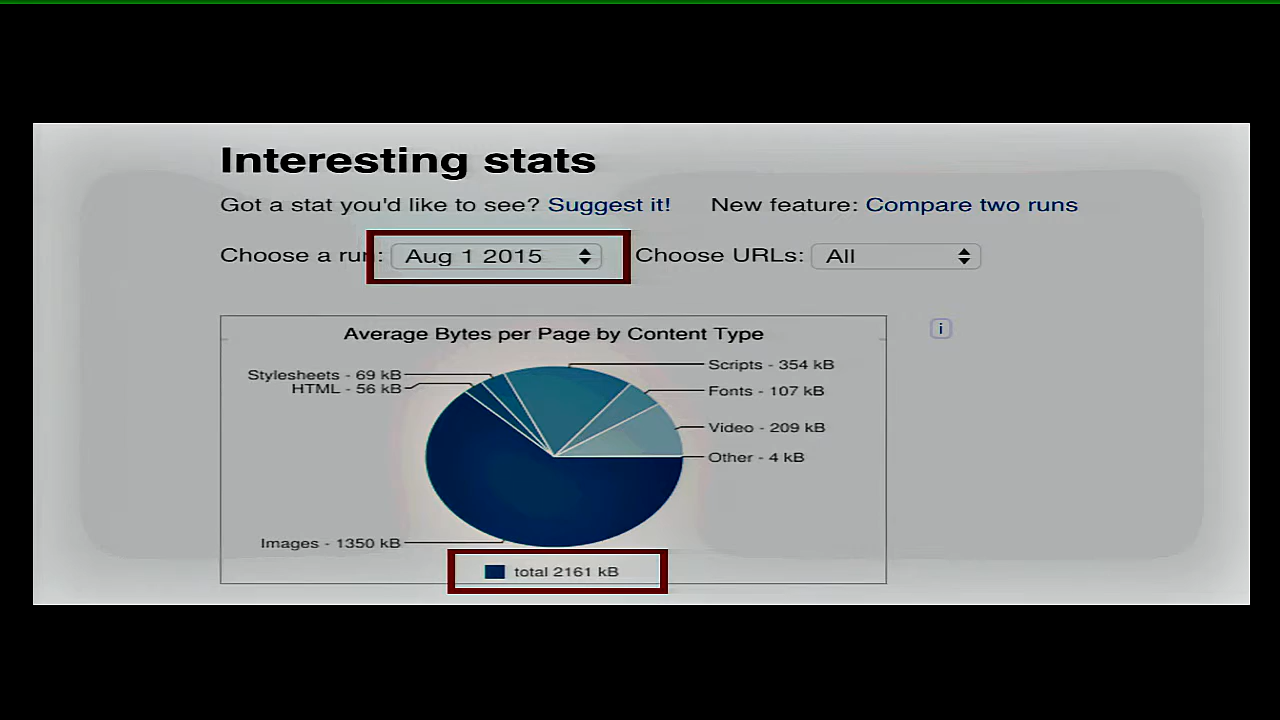 Interesting stats
Got a stat you'd like to see? Suggest it! New feature: Compare two runs
Choose a run: Aug 1 2015 Choose URLs: All
i
Average Bytes per Page by Content Type
Scripts - 354 kB
Stylesheets - 69 kB
HTML - 56 kB
Fonts - 107 kB
Video - 209 kB
Other - 4 kB
Images - 1350 kB
total 2161 kB